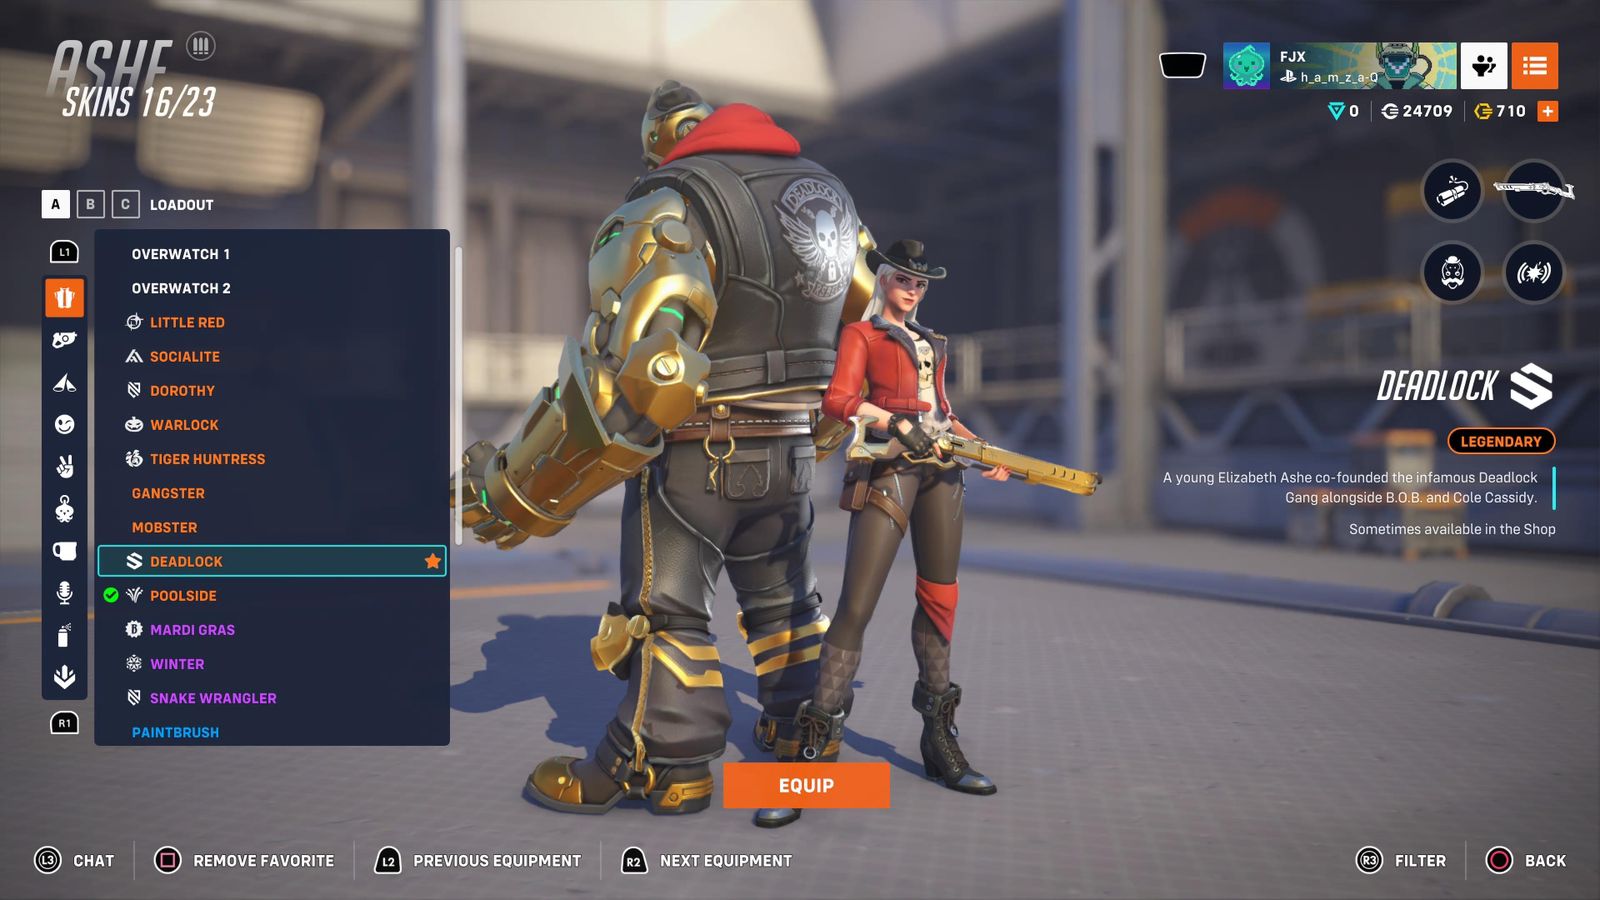 ASHE
SKINS 16/23
FJX
h_a_m_z_a-Q
0
24709
710
+
A B C LOADOUT
L1
OVERWATCH 1
OVERWATCH 2
LITTLE RED
SOCIALITE
DOROTHY
WARLOCK
TIGER HUNTRESS
GANGSTER
MOBSTER
DEADLOCK
POOLSIDE
MARDI GRAS
WINTER
SNAKE WRANGLER
PAINTBRUSH
R1
DEADLOCK
DEADLOCK
LEGENDARY
A young Elizabeth Ashe co-founded the infamous Deadlock
Gang alongside B.O.B. and Cole Cassidy.
Sometimes available in the Shop
EQUIP
L3 CHAT
REMOVE FAVORITE
L2 PREVIOUS EQUIPMENT
R2 NEXT EQUIPMENT
R3 FILTER
BACK